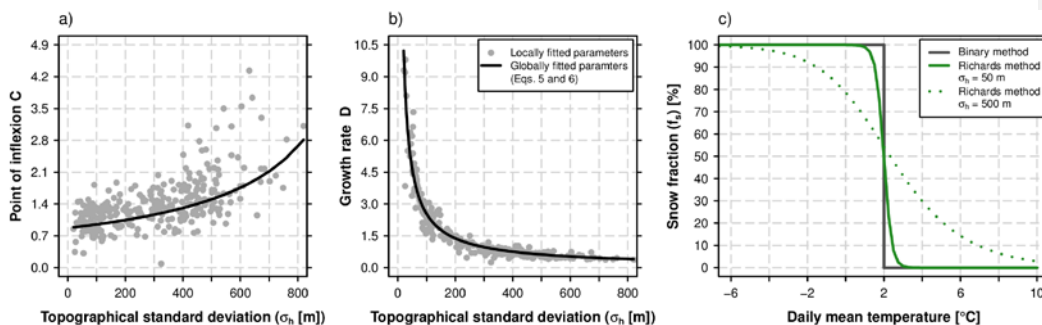 a)
Point of inflexion C
4.9
4.2
3.5
2.8
2.1
1.4
0.7
0.0
0 200 400 600 800
Topographical standard deviation (σh [m])
b)
Growth rate D
10.5
9.0
7.5
6.0
4.5
3.0
1.5
0.0
Locally fitted parameters
Globally fitted paramters
(Eqs. 5 and 6)
0 200 400 600 800
Topographical standard deviation (σh [m])
c)
Snow fraction (fs) [%]
100
90
80
70
60
50
40
30
20
10
0
Binary method
Richards method
σh = 50 m
Richards method
σh = 500 m
−6 −2 2 6 10
Daily mean temperature [°C]